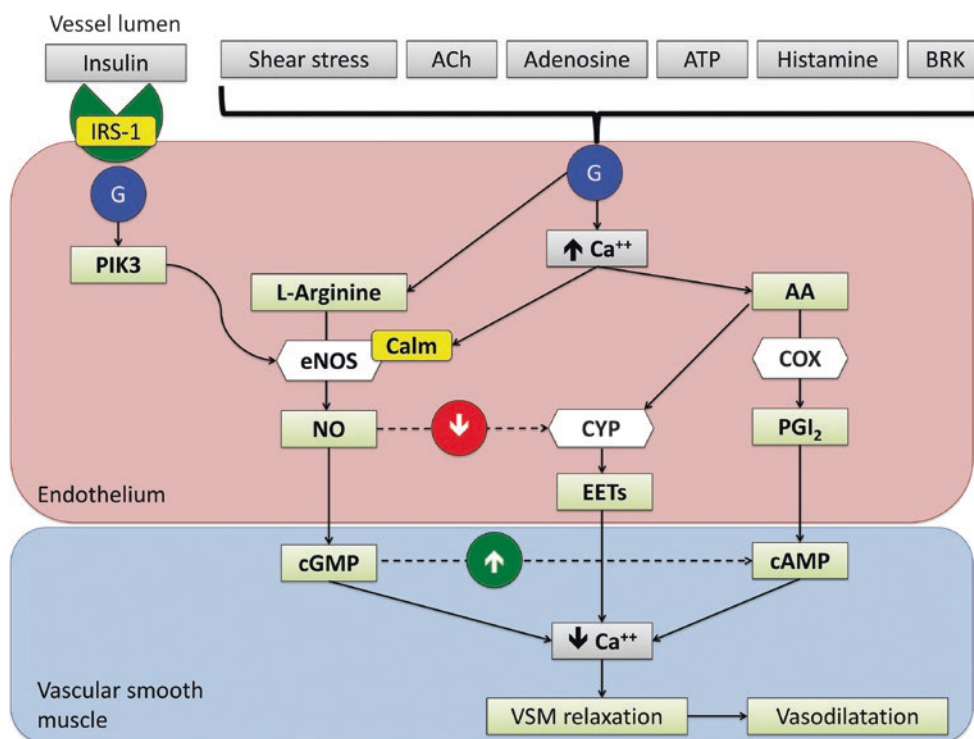 Vessel lumen
Insulin
Shear stress
ACh
Adenosine
ATP
Histamine
BRK
IRS-1
G
G
PIK3
↑ Ca⁺⁺
L-Arginine
AA
eNOS
Calm
COX
NO
↓
CYP
PGI₂
EETs
Endothelium
cGMP
↑
cAMP
↓ Ca⁺⁺
Vascular smooth
muscle
VSM relaxation
Vasodilatation